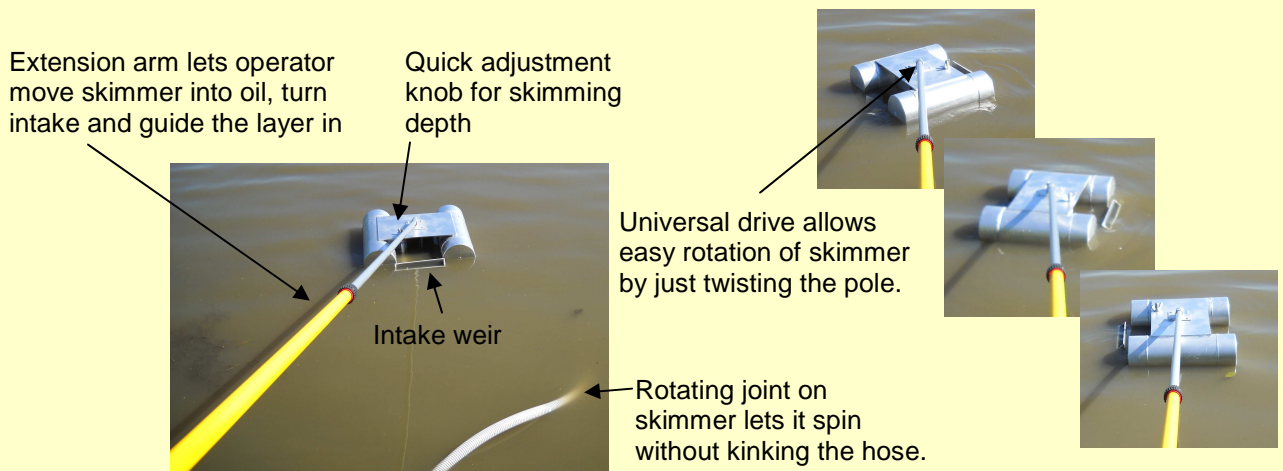 Extension arm lets operator
move skimmer into oil, turn
intake and guide the layer in
Quick adjustment
knob for skimming
depth
Universal drive allows
easy rotation of skimmer
by just twisting the pole.
Intake weir
Rotating joint on
skimmer lets it spin
without kinking the hose.